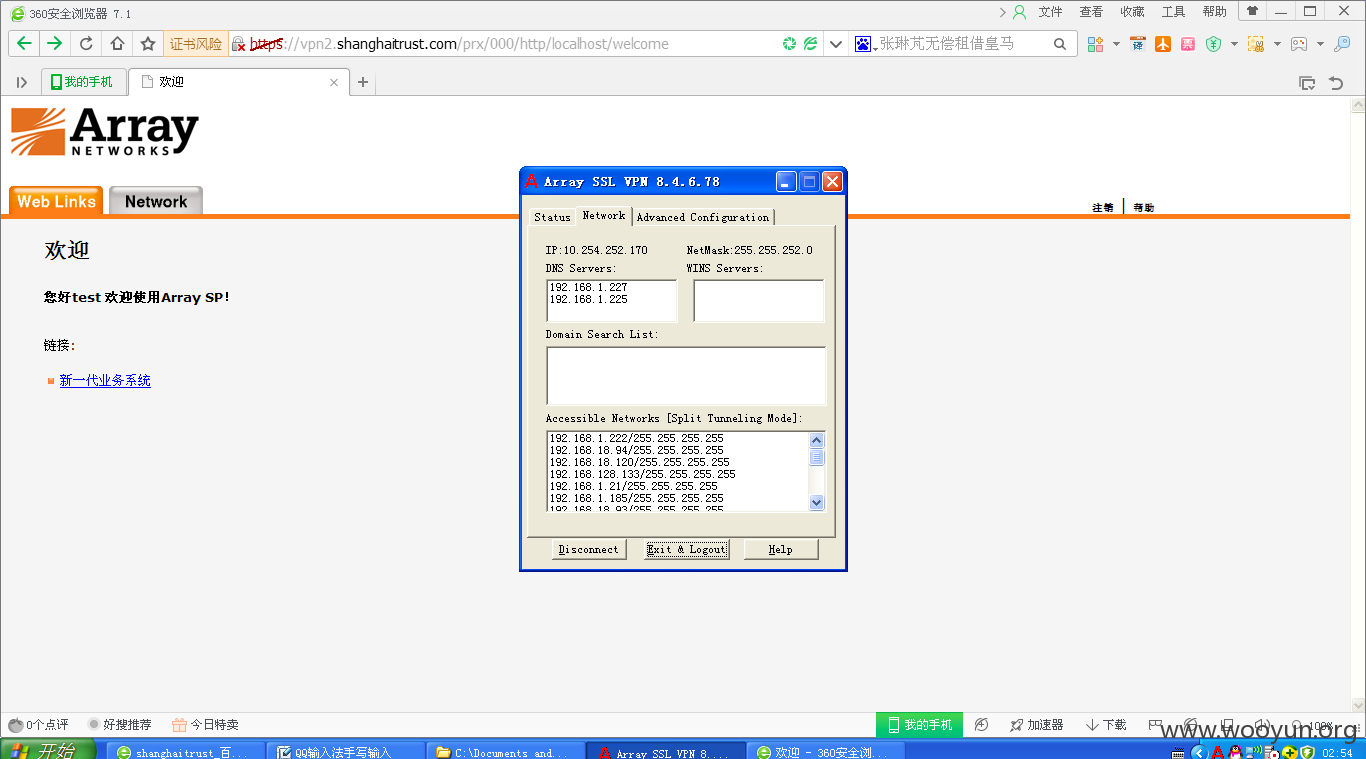 360安全浏览器 7.1
文件 查看 收藏 工具 帮助
证书风险 https://vpn2.shanghaitrust.com/prx/000/http/localhost/welcome
张琳芃无偿租借皇马
译
票
我的手机
欢迎
Array
NETWORKS
Web Links
Network
注销
帮助
欢迎
您好test 欢迎使用Array SP!
链接:
新一代业务系统
Array SSL VPN 8.4.6.78
Status Network Advanced Configuration
IP:10.254.252.170 NetMask:255.255.252.0
DNS Servers: WINS Servers:
192.168.1.227
192.168.1.225
Domain Search List:
Accessible Networks [Split Tunneling Mode]:
192.168.1.222/255.255.255.255
192.168.18.94/255.255.255.255
192.168.18.120/255.255.255.255
192.168.128.133/255.255.255.255
192.168.1.21/255.255.255.255
192.168.1.185/255.255.255.255
192.168.18.93/255.255.255.255
Disconnect Exit & Logout Help
0个点评 好搜推荐 今日特卖
我的手机 加速器 下载 100%
www.wooyun.org
开始 shanghaitrust_百... QQ输入法手写输入 C:\Documents and... Array SSL VPN 8.... 欢迎 - 360安全浏... 02:54